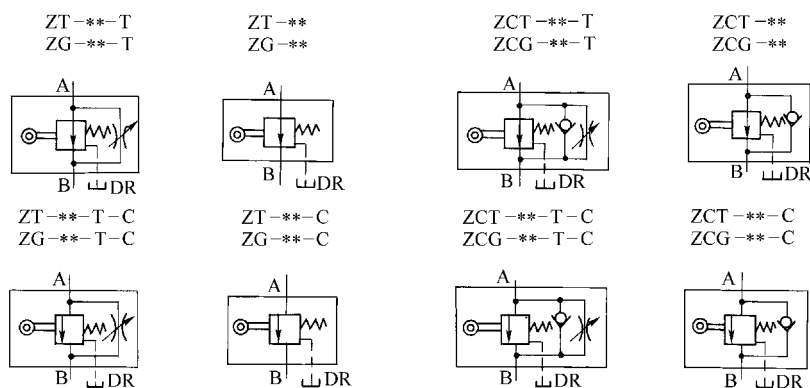 ZT-**-T
ZG-**-T
ZT-**
ZG-**
ZCT-**-T
ZCG-**-T
ZCT-**
ZCG-**
A
B
DR
A
B
DR
A
B
DR
A
B
DR
ZT-**-T-C
ZG-**-T-C
ZT-**-C
ZG-**-C
ZCT-**-T-C
ZCG-**-T-C
ZCT-**-C
ZCG-**-C
A
B
DR
A
B
DR
A
B
DR
A
B
DR